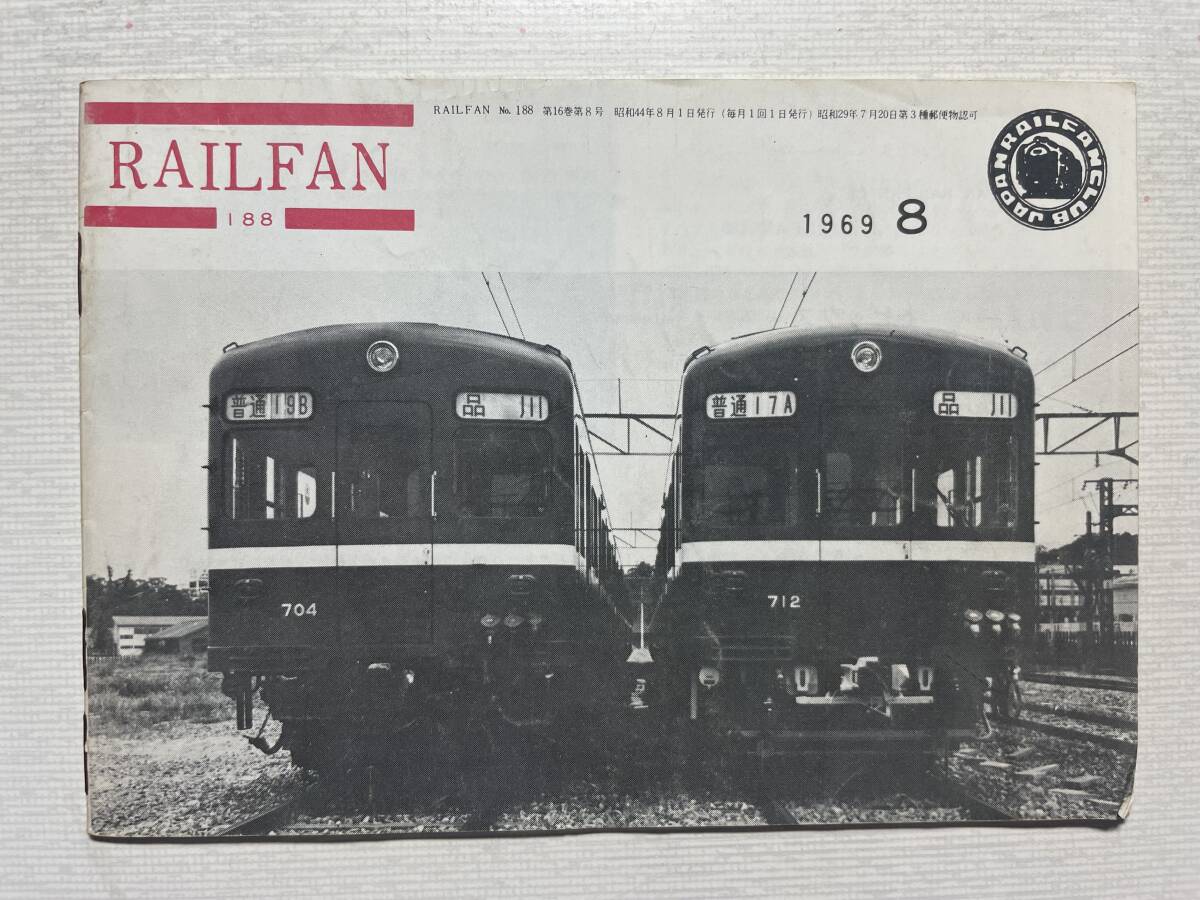 RAILFAN No. 188 第16巻第8号 昭和44年8月1日発行（毎月1回1日発行）昭和29年7月20日第3種郵便物認可
RAILFAN
188
1969 8
JAPAN RAILFAN CLUB
普通19B
品川
普通17A
品川
704
712